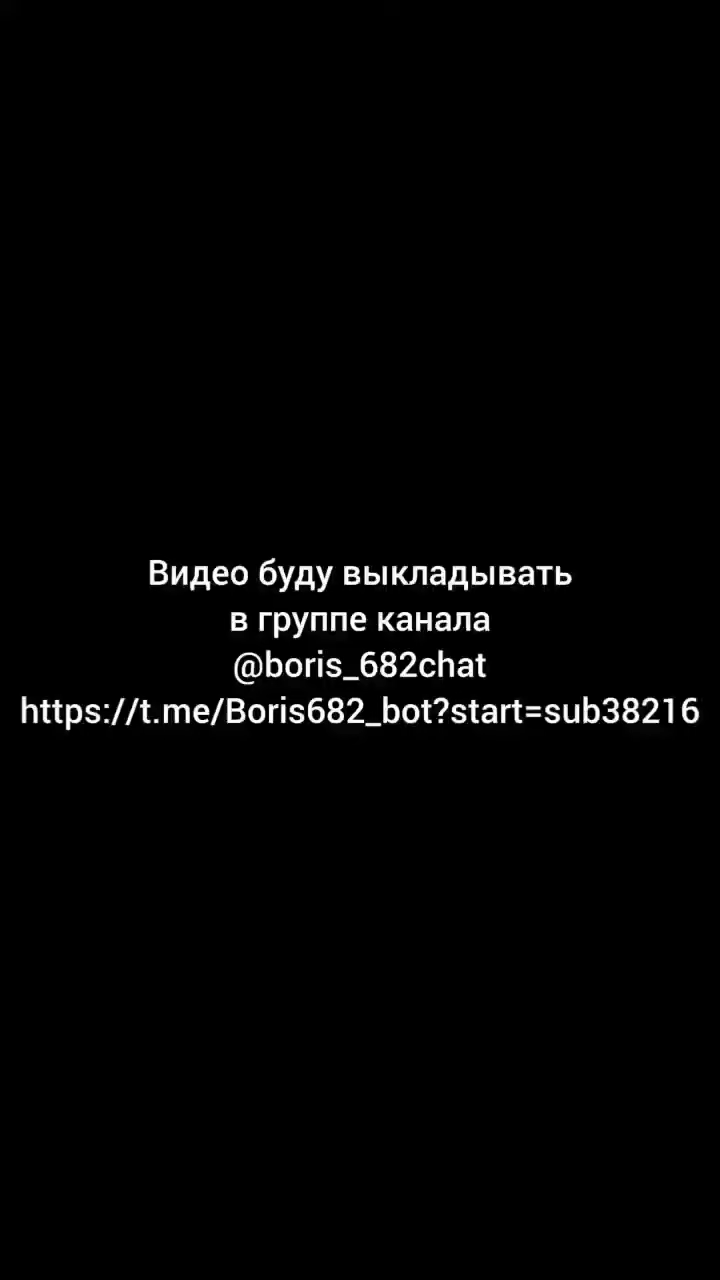 Видео буду выкладывать
в группе канала
@boris_682chat
https://t.me/Boris682_bot?start=sub38216